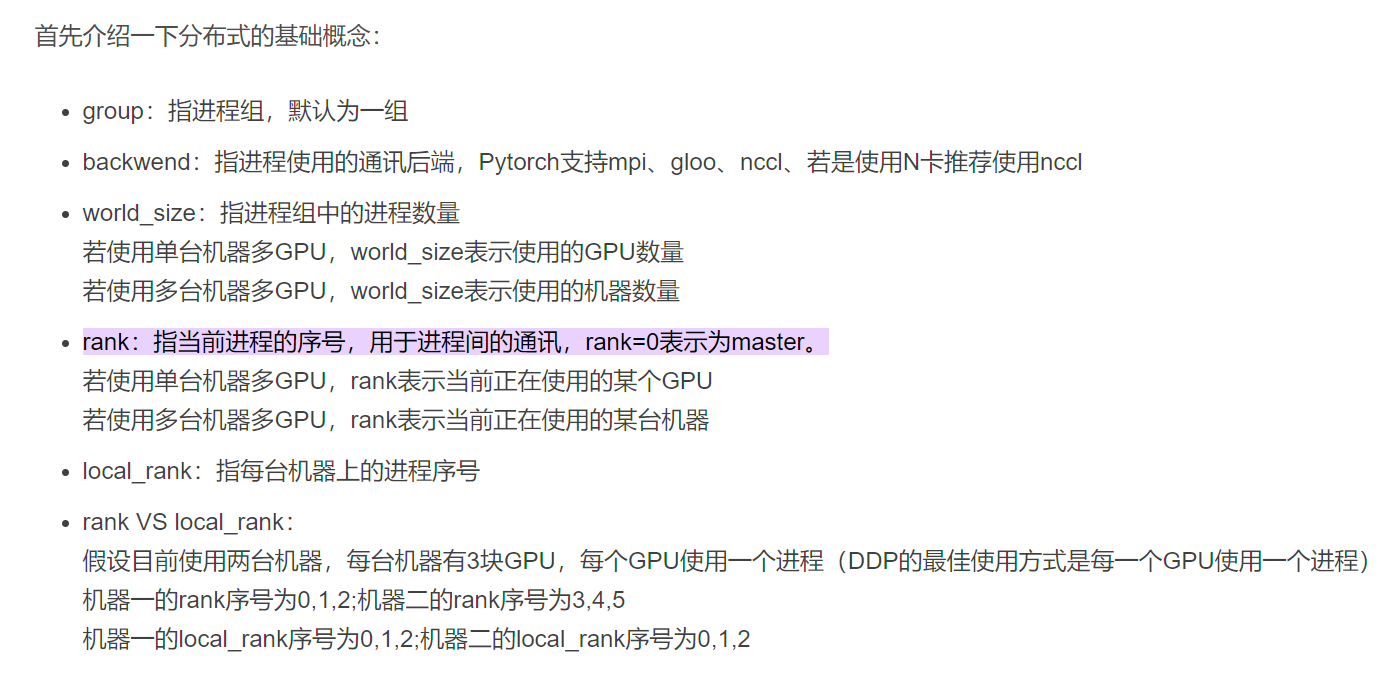 首先介绍一下分布式的基础概念：
group：指进程组，默认为一组
backwend：指进程使用的通讯后端，Pytorch支持mpi、gloo、nccl、若是使用N卡推荐使用nccl
world_size：指进程组中的进程数量
若使用单台机器多GPU，world_size表示使用的GPU数量
若使用多台机器多GPU，world_size表示使用的机器数量
rank：指当前进程的序号，用于进程间的通讯，rank=0表示为master。
若使用单台机器多GPU，rank表示当前正在使用的某个GPU
若使用多台机器多GPU，rank表示当前正在使用的某台机器
local_rank：指每台机器上的进程序号
rank VS local_rank：
假设目前使用两台机器，每台机器有3块GPU，每个GPU使用一个进程（DDP的最佳使用方式是每一个GPU使用一个进程）
机器一的rank序号为0,1,2;机器二的rank序号为3,4,5
机器一的local_rank序号为0,1,2;机器二的local_rank序号为0,1,2